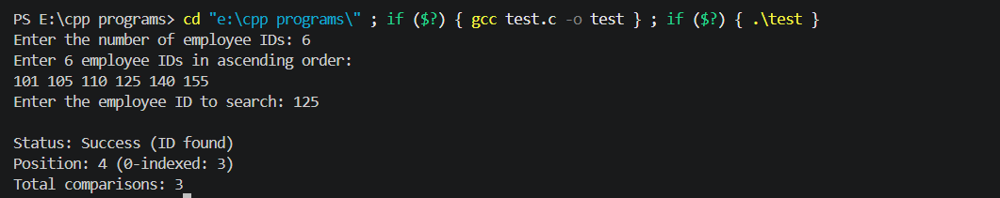 PS E:\cpp programs> cd "e:\cpp programs\" ; if ($?) { gcc test.c -o test } ; if ($?) { .\test }
Enter the number of employee IDs: 6
Enter 6 employee IDs in ascending order:
101 105 110 125 140 155
Enter the employee ID to search: 125
Status: Success (ID found)
Position: 4 (0-indexed: 3)
Total comparisons: 3